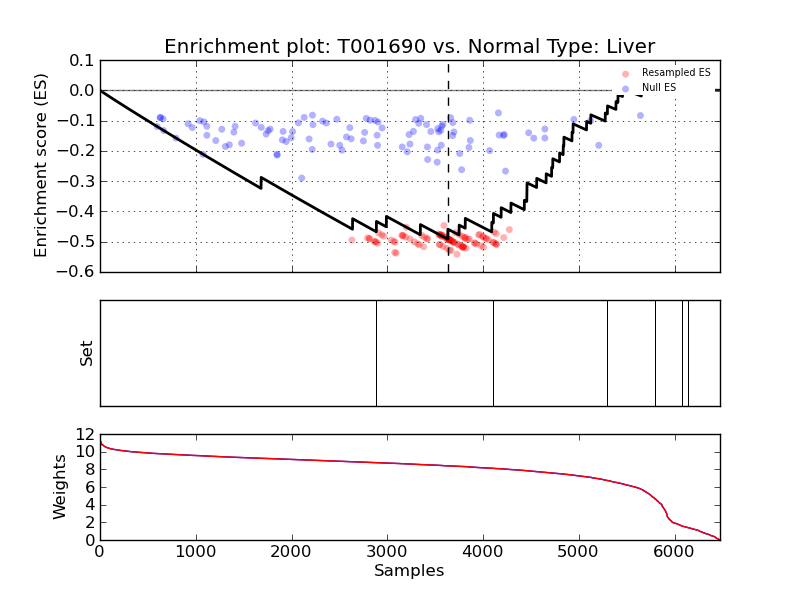 Enrichment plot: T001690 vs. Normal Type: Liver
0.1
0.0
−0.1
−0.2
−0.3
−0.4
−0.5
−0.6
Enrichment score (ES)
Resampled ES
Null ES
Set
12
10
8
6
4
2
0
Weights
0 1000 2000 3000 4000 5000 6000
Samples